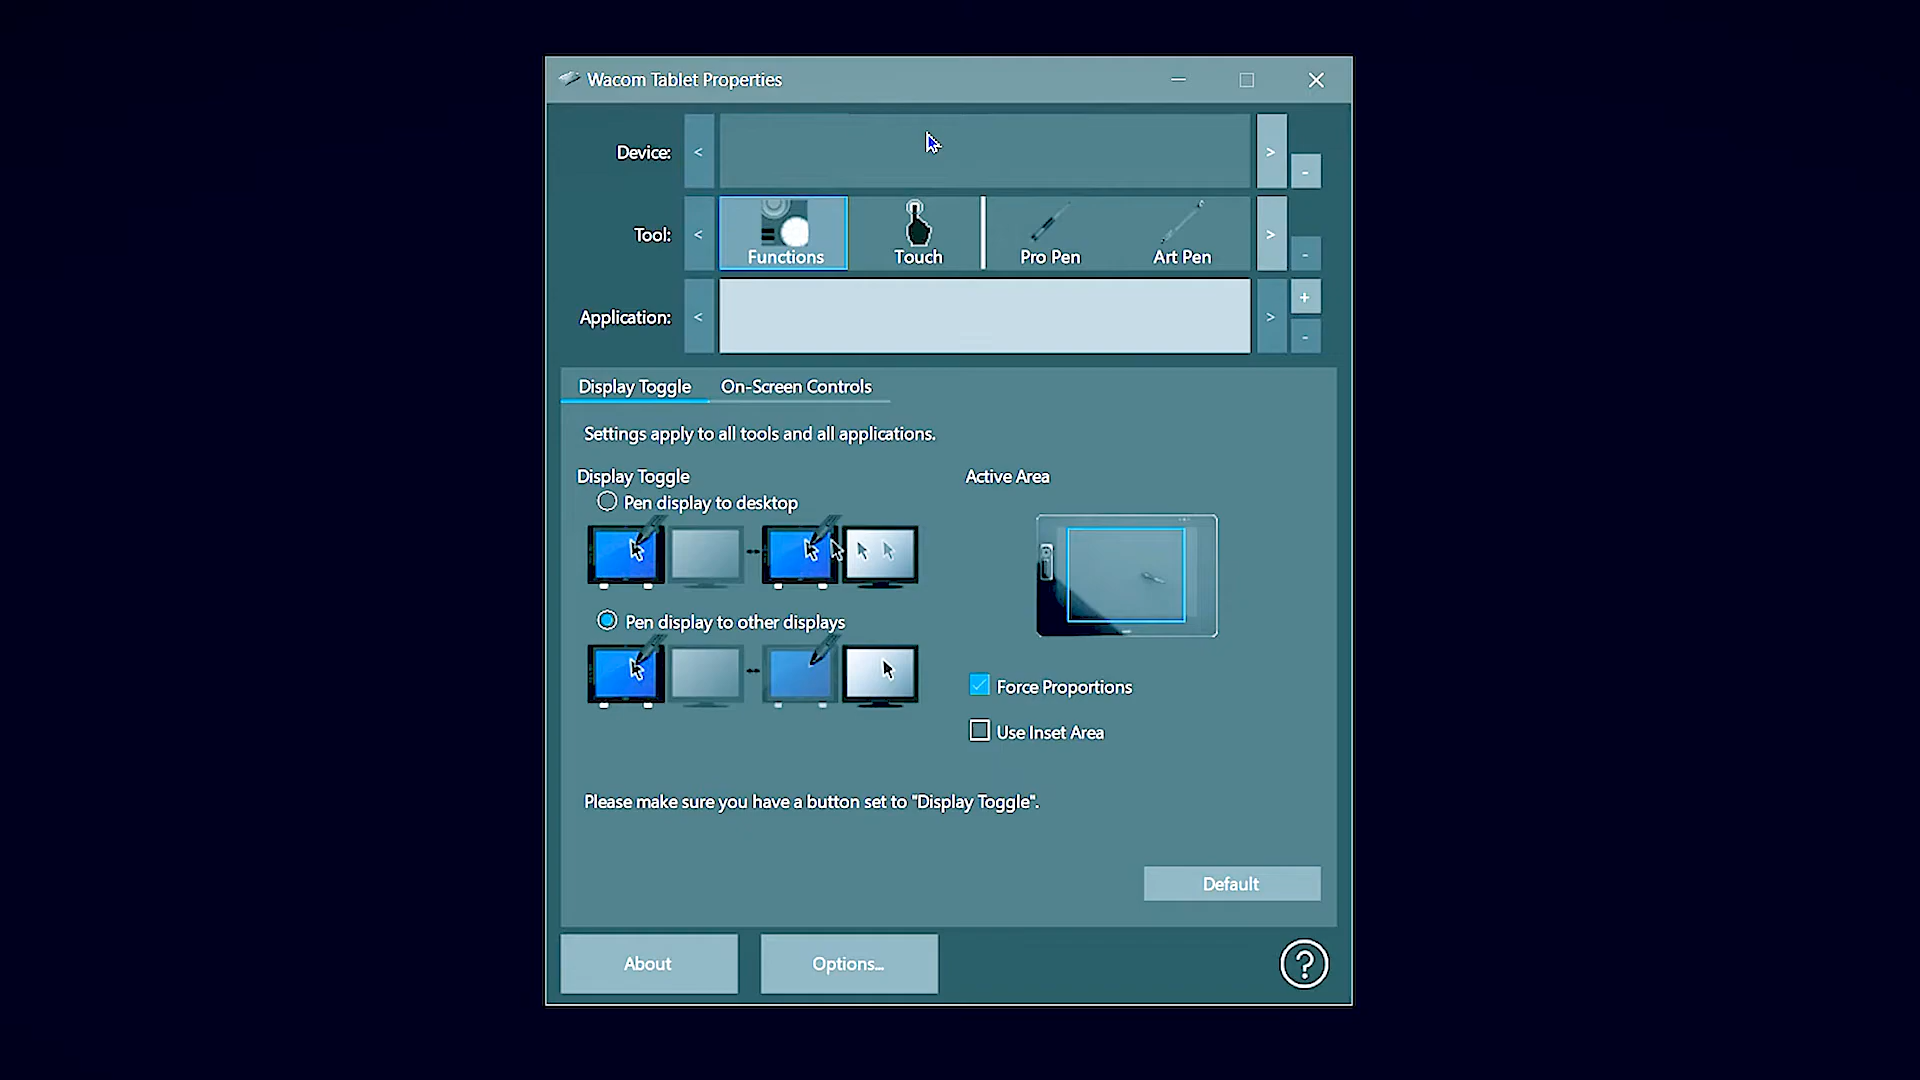 Wacom Tablet Properties
Device:
<
>
-
Tool:
<
Functions
Touch
Pro Pen
Art Pen
>
-
Application:
<
>
+
-
Display Toggle
On-Screen Controls
Settings apply to all tools and all applications.
Display Toggle
Active Area
Pen display to desktop
Pen display to other displays
Force Proportions
Use Inset Area
Please make sure you have a button set to "Display Toggle".
Default
About
Options...
?